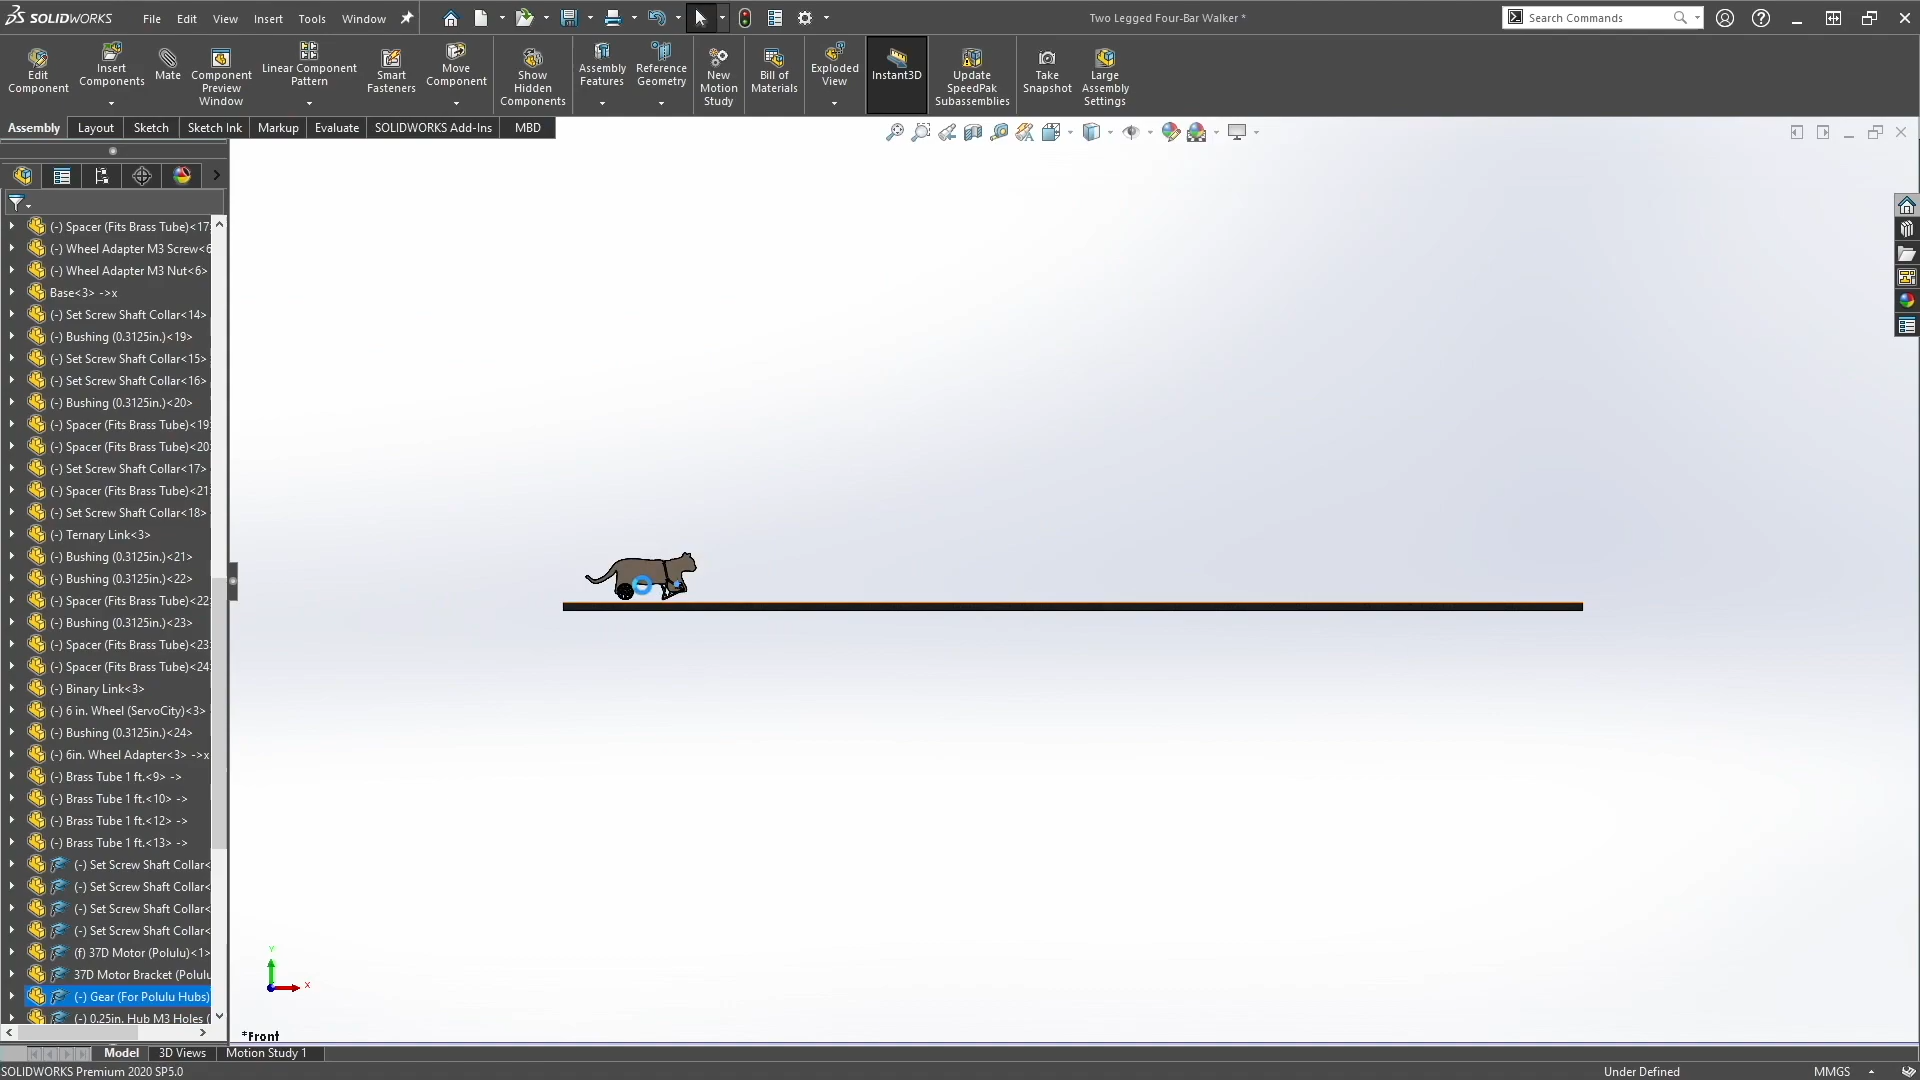 SOLIDWORKS
File Edit View Insert Tools Window
Two Legged Four-Bar Walker *
Search Commands
Edit Component
Insert Components
Mate
Component Preview Window
Linear Component Pattern
Smart Fasteners
Move Component
Show Hidden Components
Assembly Features
Reference Geometry
New Motion Study
Bill of Materials
Exploded View
Instant3D
Update SpeedPak Subassemblies
Take Snapshot
Large Assembly Settings
Assembly Layout Sketch Sketch Ink Markup Evaluate SOLIDWORKS Add-Ins MBD
(-) Spacer (Fits Brass Tube)<17
(-) Wheel Adapter M3 Screw<6
(-) Wheel Adapter M3 Nut<6>
Base<3> ->x
(-) Set Screw Shaft Collar<14>
(-) Bushing (0.3125in.)<19>
(-) Set Screw Shaft Collar<15>
(-) Set Screw Shaft Collar<16>
(-) Bushing (0.3125in.)<20>
(-) Spacer (Fits Brass Tube)<19
(-) Spacer (Fits Brass Tube)<20
(-) Set Screw Shaft Collar<17>
(-) Spacer (Fits Brass Tube)<21
(-) Set Screw Shaft Collar<18>
(-) Ternary Link<3>
(-) Bushing (0.3125in.)<21>
(-) Bushing (0.3125in.)<22>
(-) Spacer (Fits Brass Tube)<22
(-) Bushing (0.3125in.)<23>
(-) Spacer (Fits Brass Tube)<23
(-) Spacer (Fits Brass Tube)<24
(-) Binary Link<3>
(-) 6 in. Wheel (ServoCity)<3>
(-) Bushing (0.3125in.)<24>
(-) 6in. Wheel Adapter<3> ->x
(-) Brass Tube 1 ft.<9> ->
(-) Brass Tube 1 ft.<10> ->
(-) Brass Tube 1 ft.<12> ->
(-) Brass Tube 1 ft.<13> ->
(-) Set Screw Shaft Collar<
(-) Set Screw Shaft Collar<
(-) Set Screw Shaft Collar<
(-) Set Screw Shaft Collar<
(f) 37D Motor (Polulu)<1>
37D Motor Bracket (Polulu
(-) Gear (For Polulu Hubs)
(-) 0.25in. Hub M3 Holes (
Y
X
*Front
Model 3D Views Motion Study 1
SOLIDWORKS Premium 2020 SP5.0
Under Defined
MMGS